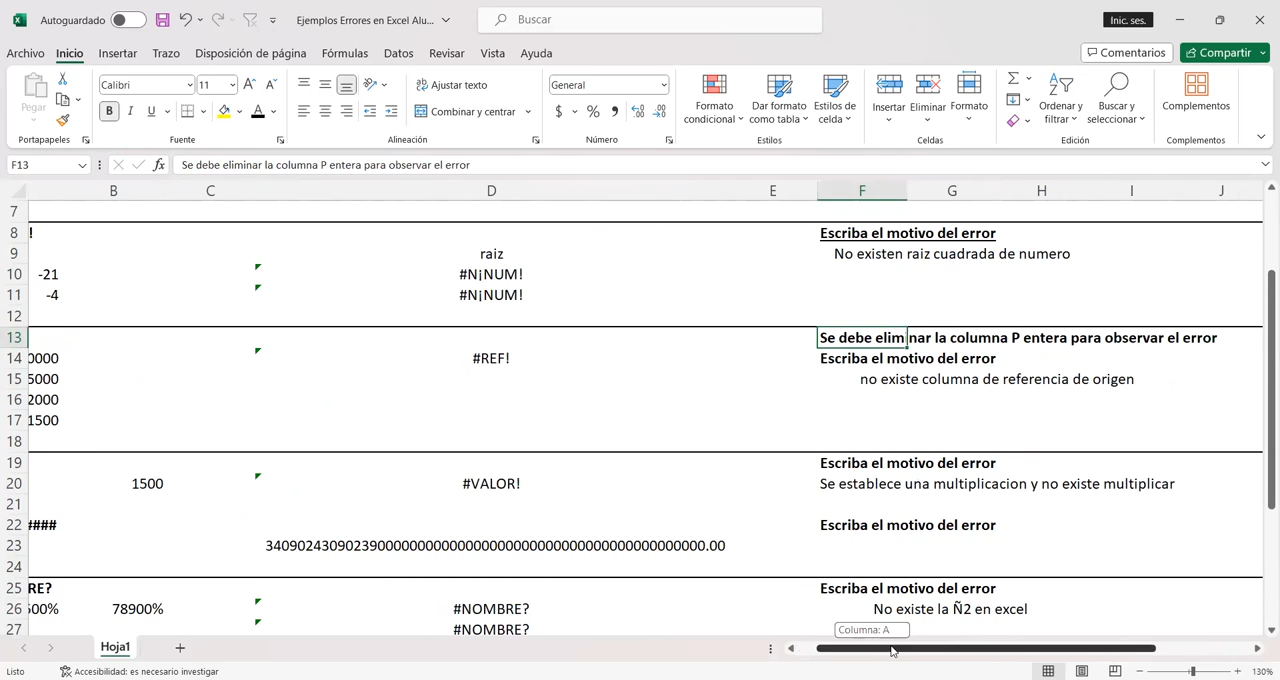 Autoguardado Ejemplos Errores en Excel Alu... Buscar Inic. ses.
Archivo Inicio Insertar Trazo Disposición de página Fórmulas Datos Revisar Vista Ayuda Comentarios Compartir
Pegar Calibri 11 Ajustar texto General Formato condicional Dar formato como tabla Estilos de celda Insertar Eliminar Formato Ordenar y filtrar Buscar y seleccionar Complementos
N K S Combinar y centrar $ %
Portapapeles Fuente Alineación Número Estilos Celdas Edición Complementos
F13 fx Se debe eliminar la columna P entera para observar el error
B C D E F G H I J
7
8 ! Escriba el motivo del error
9 raiz No existen raiz cuadrada de numero
10 -21 #N¡NUM!
11 -4 #N¡NUM!
12
13 Se debe eliminar la columna P entera para observar el error
14 0000 #REF! Escriba el motivo del error
15 5000 no existe columna de referencia de origen
16 2000
17 1500
18
19 Escriba el motivo del error
20 1500 #VALOR! Se establece una multiplicacion y no existe multiplicar
21
22 #### Escriba el motivo del error
23
24
25 RE? Escriba el motivo del error
26 00% 78900% #NOMBRE? No existe la Ñ2 en excel
27 #NOMBRE?
Columna: A
Hoja1
Listo Accesibilidad: es necesario investigar 130%